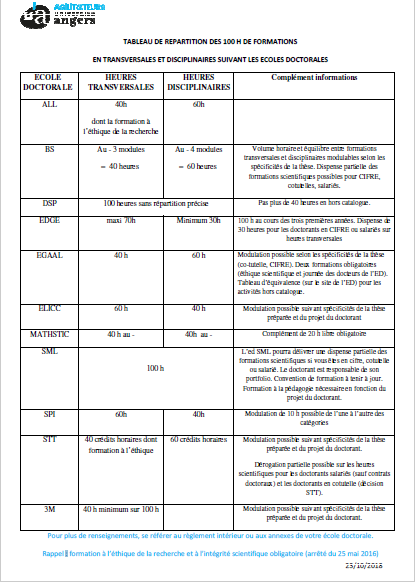 angers
TABLEAU DE REPARTITION DES 100 H DE FORMATIONS
EN TRANSVERSALES ET DISCIPLINAIRES SUIVANT LES ECOLES DOCTORALES
ECOLE DOCTORALE
HEURES TRANSVERSALES
HEURES DISCIPLINAIRES
Complément informations
ALL
40h
dont la formation à
l'éthique de la recherche
60h
BS
Au - 3 modules
= 40 heures
Au - 4 modules
= 60 heures
Volume horaire et équilibre entre formations
transversales et disciplinaires modulables selon les
spécificités de la thèse. Dispense partielle des
formations scientifiques possibles pour CIFRE,
cotutelles, salariés.
DSP
100 heures sans répartition précise
Pas plus de 40 heures en hors catalogue.
EDGE
maxi 70h
Minimum 30h
100 h au cours des trois premières années. Dispense de
30 heures pour les doctorants en CIFRE ou salariés sur
heures transversales
EGAAL
40 h
60 h
Modulation possible selon les spécificités de la thèse
(co-tutelle, CIFRE). Deux formations obligatoires
(éthique scientifique et journée des docteurs de l'ED).
Tableau d'équivalence (sur le site de l'ED) pour les
activités hors catalogue.
ELICC
60 h
40 h
Modulation possible suivant spécificités de la thèse
préparée et du projet du doctorant
MATHSTIC
40 h au -
40h au -
Complément de 20 h libre obligatoire
SML
100 h
L'ed SML pourra délivrer une dispense partielle des
formations scientifiques si vous êtes en cifre, cotutelle
ou salarié. Le doctorant est responsable de son
portfolio. Convention de formation à tenir à jour.
Formation à la pédagogie nécessaire en fonction du
projet du doctorant.
SPI
60h
40h
Modulation de 10 h possible de l'une à l'autre des
catégories
STT
40 crédits horaires dont
formation à l'éthique
60 crédits horaires
Modulation possible suivant spécificités de la thèse
préparée et du projet du doctorant.
Dérogation partielle possible sur les heures
scientifiques pour les doctorants salariés (sauf contrats
doctoraux) et les doctorants en cotutelle (décision
STT).
3M
40 h minimum sur 100 h
Modulation possible suivant spécificités de la thèse
préparée et du projet du doctorant.
Pour plus de renseignements, se référer au règlement intérieur ou aux annexes de votre école doctorale.
Rappel formation à l'éthique de la recherche et à l'intégrité scientifique obligatoire (arrêté du 25 mai 2016)
23/10/2018